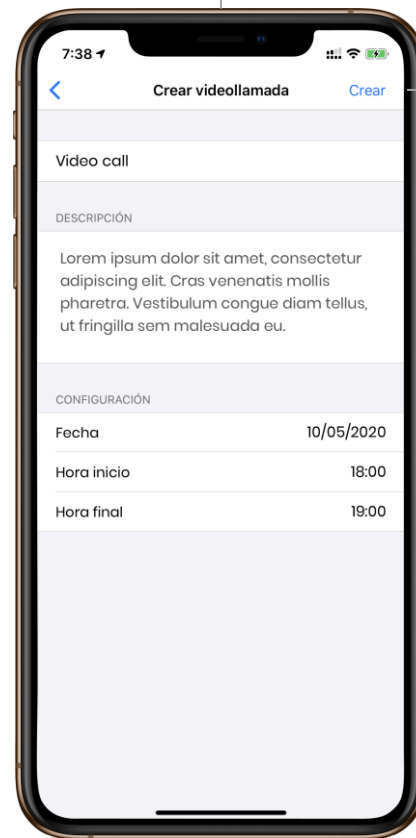 7:38
Crear videollamada
Crear
Video call
DESCRIPCIÓN
Lorem ipsum dolor sit amet, consectetur
adipiscing elit. Cras venenatis mollis
pharetra. Vestibulum congue diam tellus,
ut fringilla sem malesuada eu.
CONFIGURACIÓN
Fecha 10/05/2020
Hora inicio 18:00
Hora final 19:00